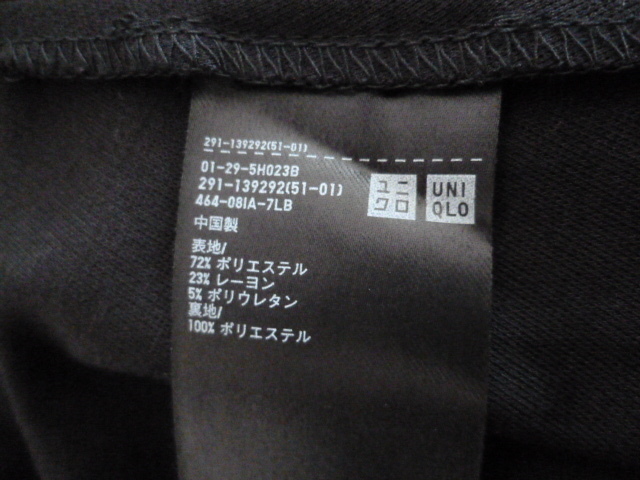 291-139292(51-01)
01-29-5H023B
291-139292(51-01)
464-081A-7LB
ユニ
クロ
UNI
QLO
中国製
表地/
72% ポリエステル
23% レーヨン
5% ポリウレタン
裏地/
100% ポリエステル